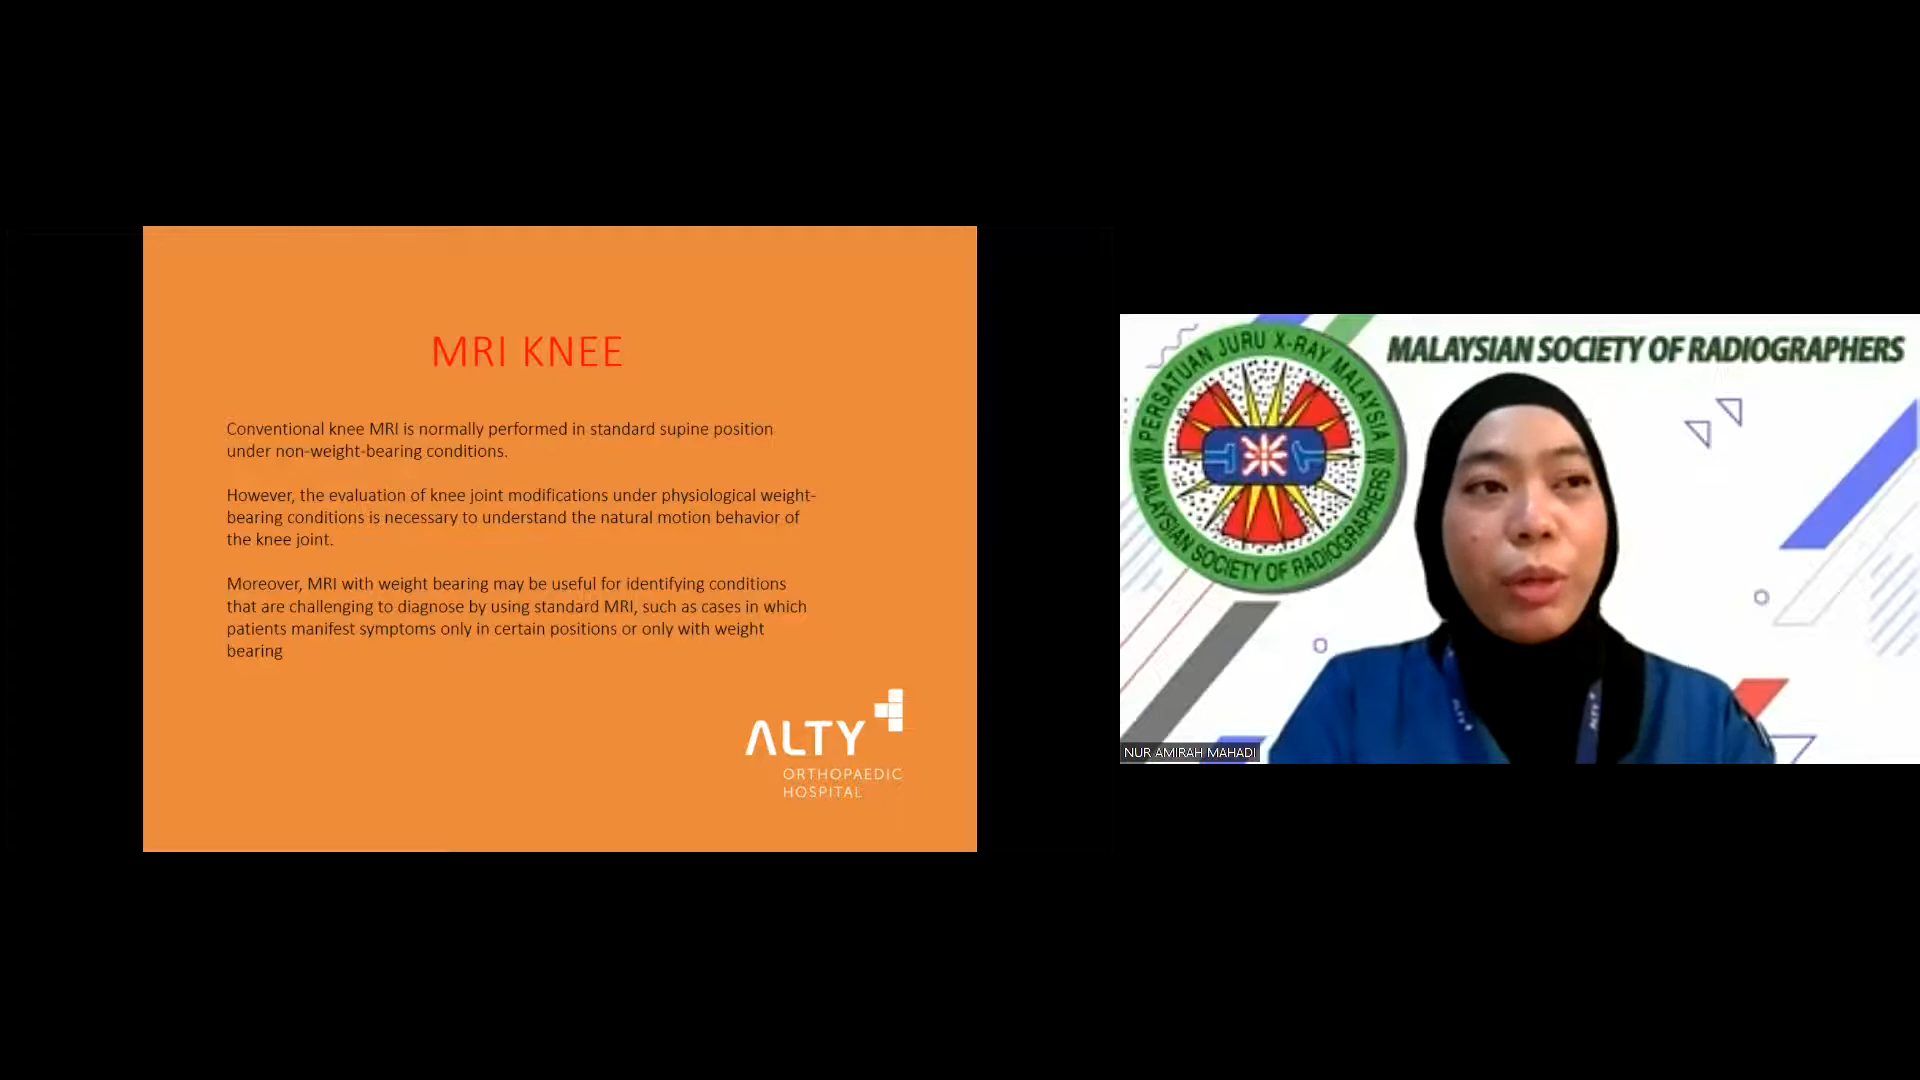 MRI KNEE
Conventional knee MRI is normally performed in standard supine position
under non-weight-bearing conditions.
However, the evaluation of knee joint modifications under physiological weight-
bearing conditions is necessary to understand the natural motion behavior of
the knee joint.
Moreover, MRI with weight bearing may be useful for identifying conditions
that are challenging to diagnose by using standard MRI, such as cases in which
patients manifest symptoms only in certain positions or only with weight
bearing
ALTY
ORTHOPAEDIC
HOSPITAL
MALAYSIAN SOCIETY OF RADIOGRAPHERS
PERSATUAN JURU X-RAY MALAYSIA
MALAYSIAN SOCIETY OF RADIOGRAPHERS
ALTY
ALTY
NUR AMIRAH MAHADI